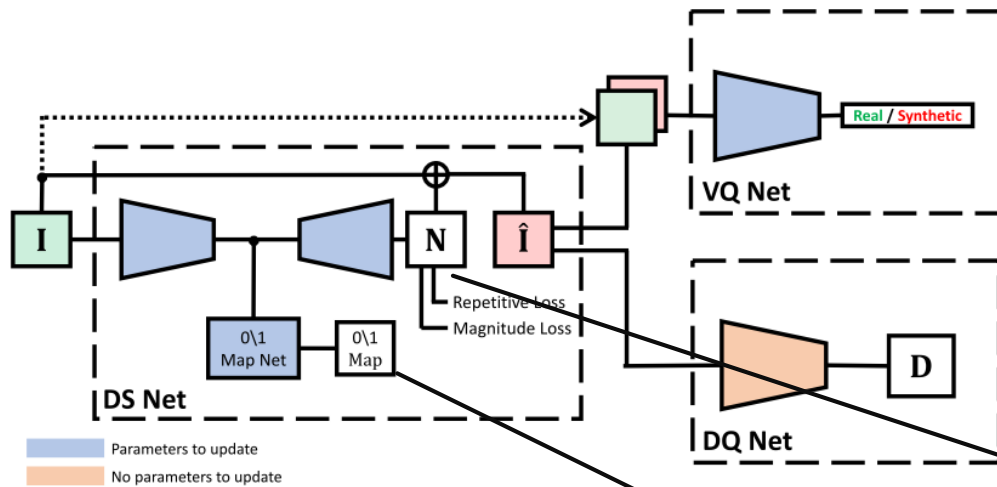 Real / Synthetic
VQ Net
I
N
Î
Repetitive Loss
Magnitude Loss
0\1
Map Net
0\1
Map
DS Net
D
DQ Net
Parameters to update
No parameters to update